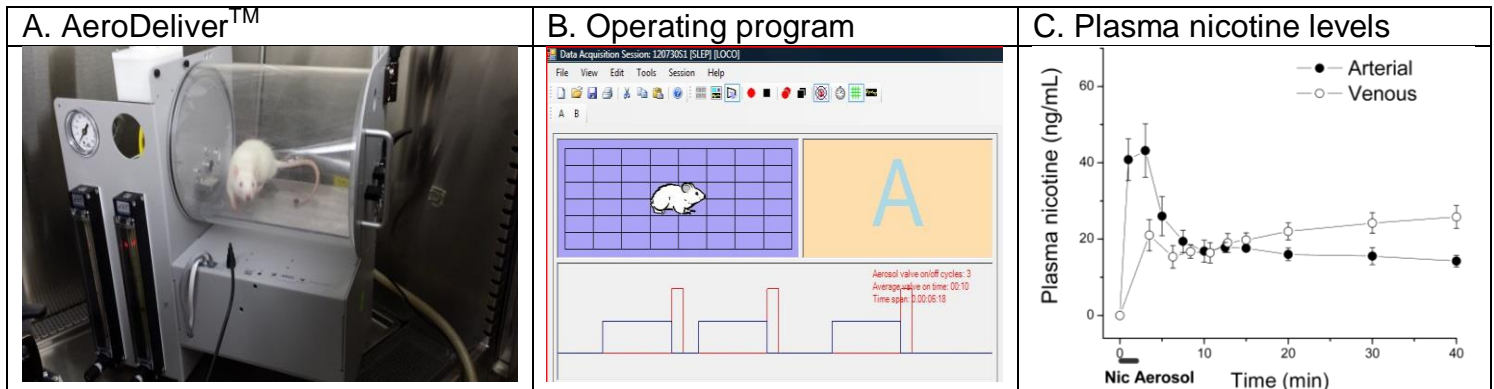 A. AeroDeliver™
B. Operating program
C. Plasma nicotine levels
Data Acquisition Session: 120730S1 [SLEP] [LOCO]
File View Edit Tools Session Help
A B
A
Aerosol valve on/off cycles: 3
Average valve on time: 00:10
Time span: 0.00:06:18
Arterial
Venous
Plasma nicotine (ng/mL)
60
40
20
0
0 10 20 30 40
Nic Aerosol
Time (min)